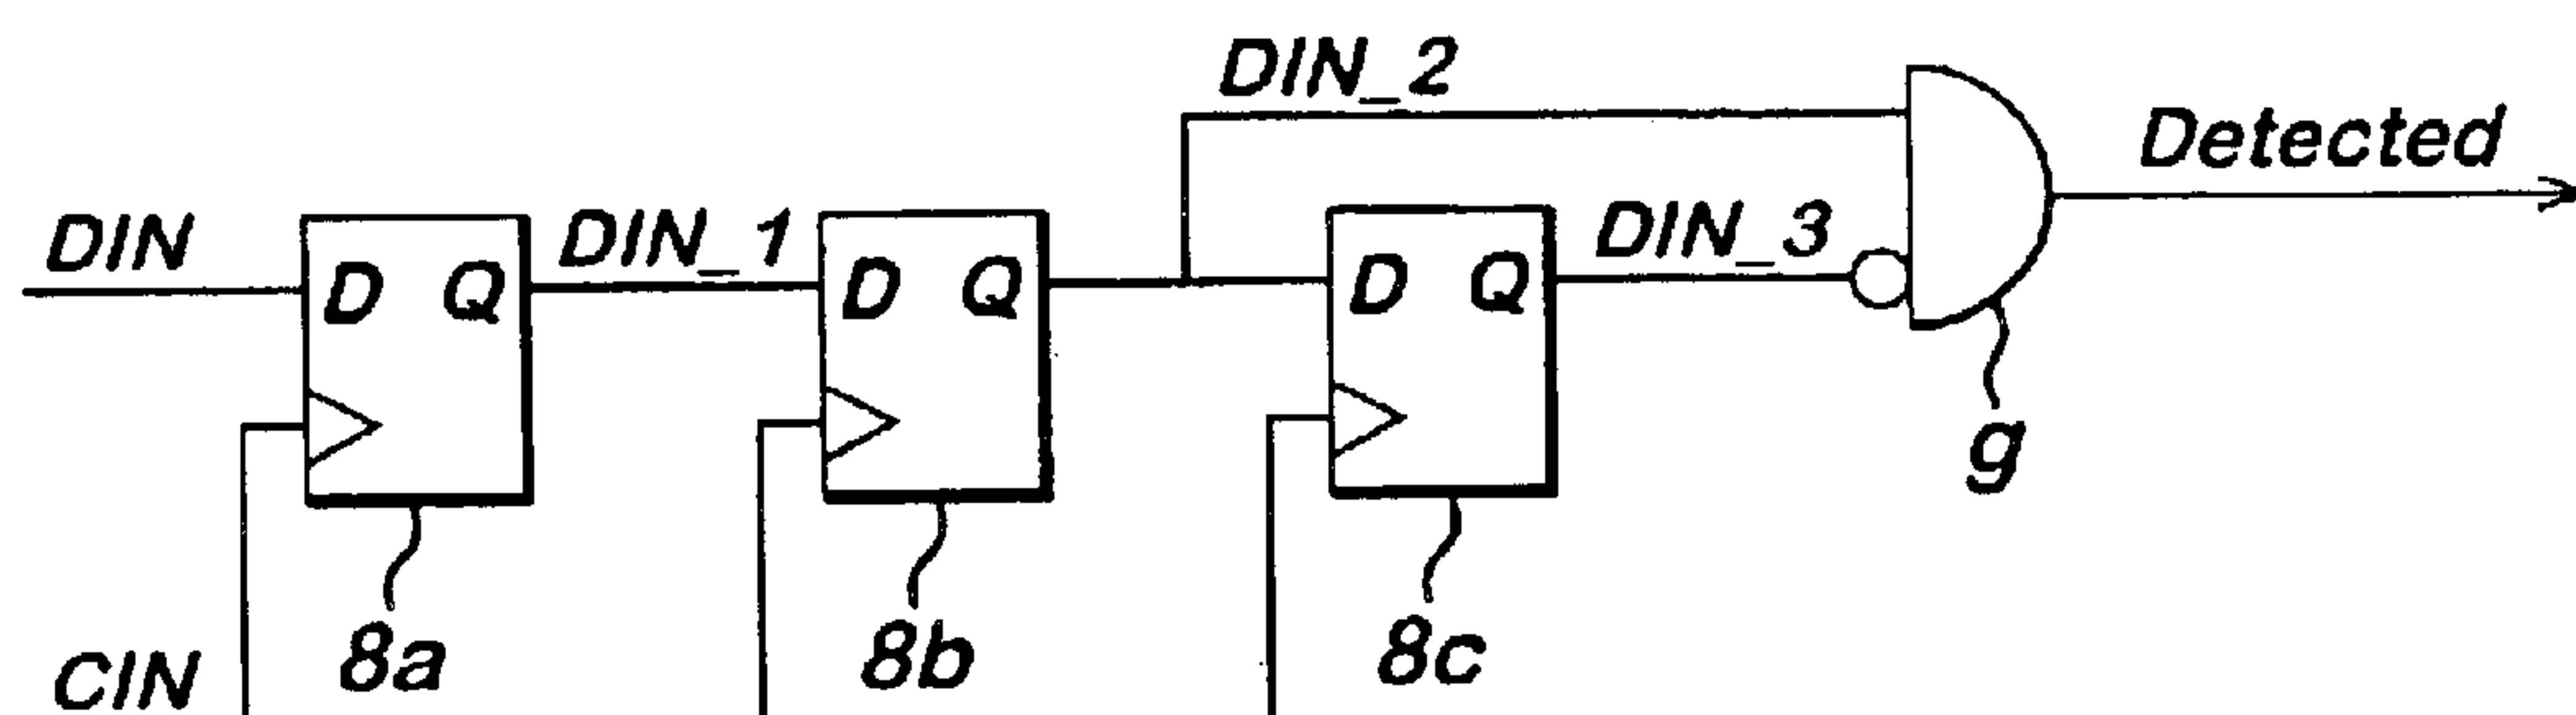 DIN_2
Detected
DIN
DIN_1
DIN_3
D Q
D Q
D Q
g
8a
8b
8c
CIN